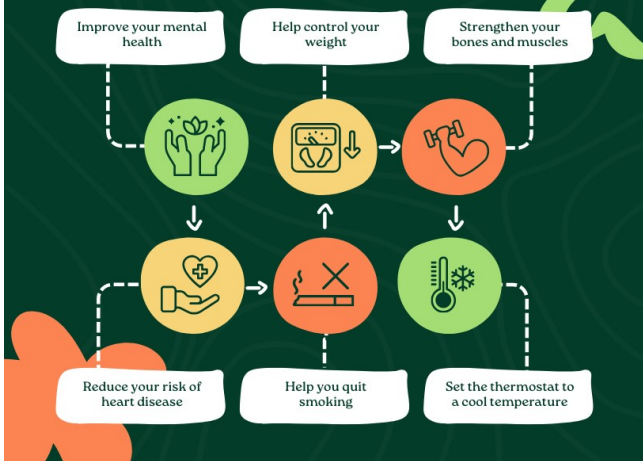 Improve your mental
health
Help control your
weight
Strengthen your
bones and muscles
Reduce your risk of
heart disease
Help you quit
smoking
Set the thermostat to
a cool temperature